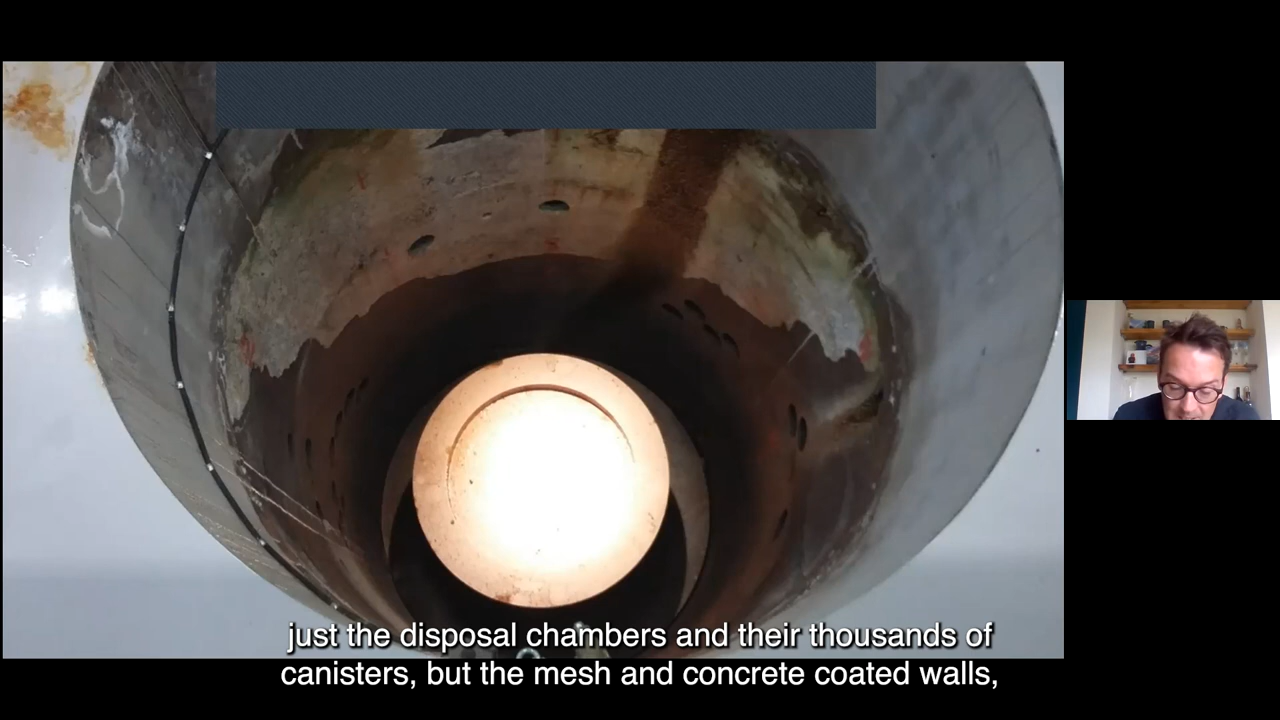 just the disposal chambers and their thousands of
canisters, but the mesh and concrete coated walls,